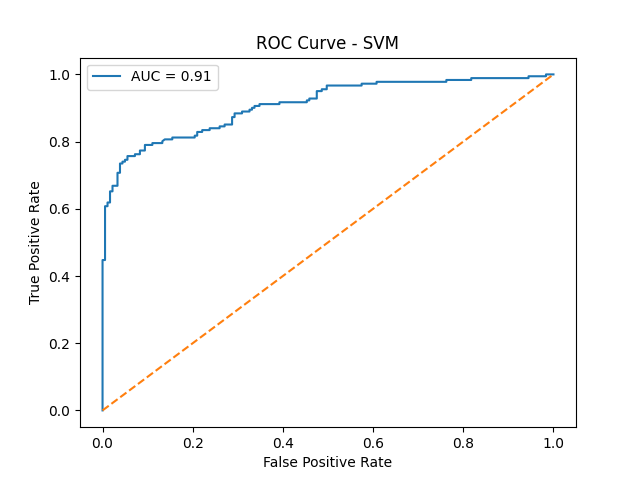 ROC Curve - SVM
AUC = 0.91
1.0
0.8
0.6
0.4
0.2
0.0
True Positive Rate
0.0 0.2 0.4 0.6 0.8 1.0
False Positive Rate